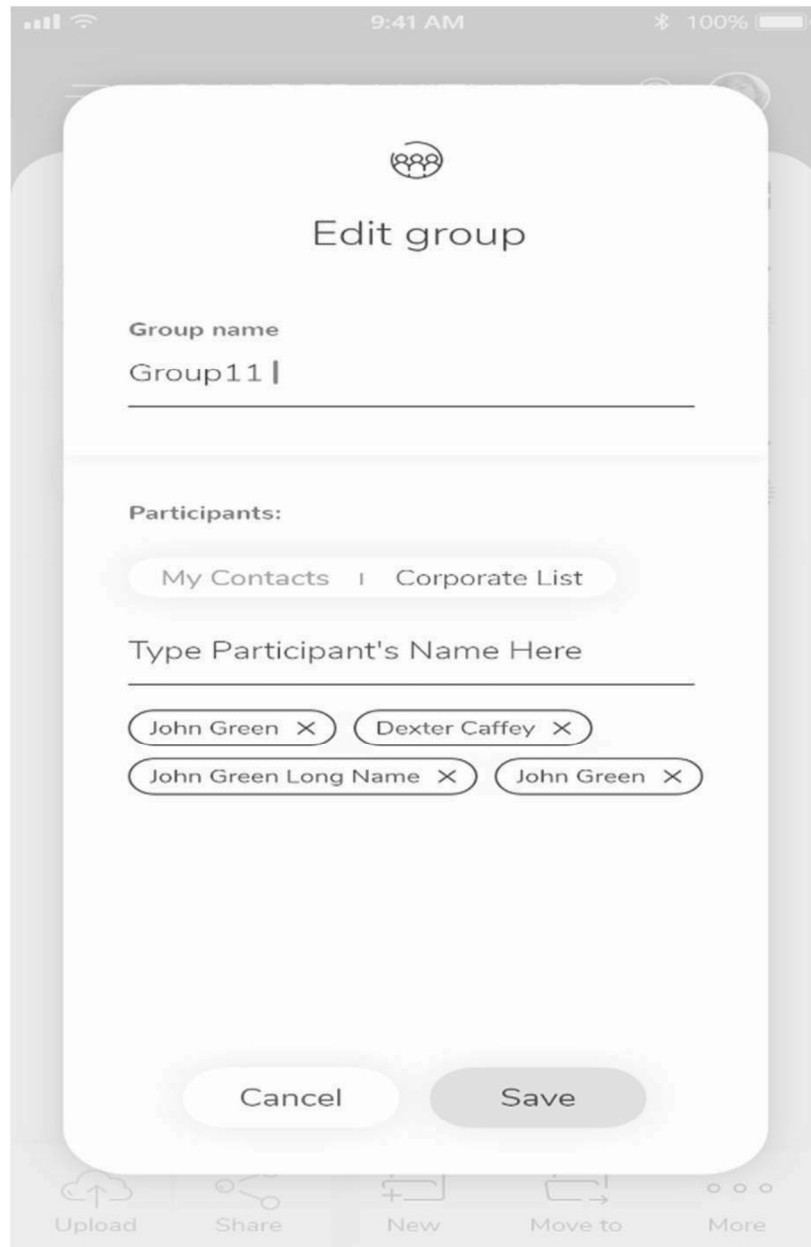 9:41 AM 100%
Edit group
Group name
Group11
Participants:
My Contacts | Corporate List
Type Participant's Name Here
John Green X Dexter Caffey X
John Green Long Name X John Green X
Cancel Save
Upload Share New Move to More